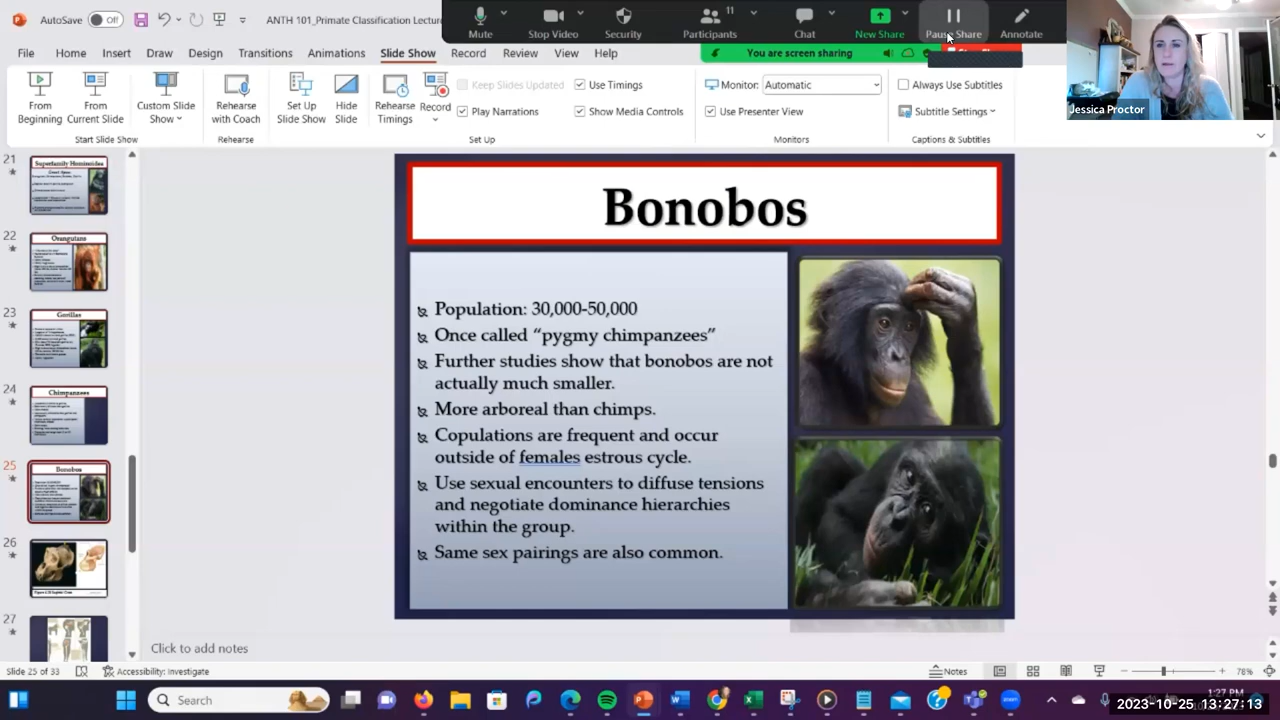 AutoSave Off ANTH 101_Primate Classification Lecture
Mute Stop Video Security Participants 11 Chat New Share Pause Share Annotate
File Home Insert Draw Design Transitions Animations Slide Show Record Review View Help
You are screen sharing
Jessica Proctor
From Beginning
From Current Slide
Custom Slide Show
Rehearse with Coach
Set Up Slide Show
Hide Slide
Rehearse Timings
Record
Keep Slides Updated
Use Timings
Play Narrations
Show Media Controls
Monitor: Automatic
Use Presenter View
Always Use Subtitles
Subtitle Settings
Start Slide Show Rehearse Set Up Monitors Captions & Subtitles
21
Superfamily Hominoidea
22
Orangutans
23
Gorillas
24
Chimpanzees
25
Bonobos
26
27
Bonobos
Population: 30,000-50,000
Once called “pygmy chimpanzees”
Further studies show that bonobos are not
actually much smaller.
More arboreal than chimps.
Copulations are frequent and occur
outside of females estrous cycle.
Use sexual encounters to diffuse tensions
and negotiate dominance hierarchies
within the group.
Same sex pairings are also common.
Click to add notes
Slide 25 of 33 Accessibility: Investigate Notes 78%
Search
1:27 PM
2023-10-25 13:27:13